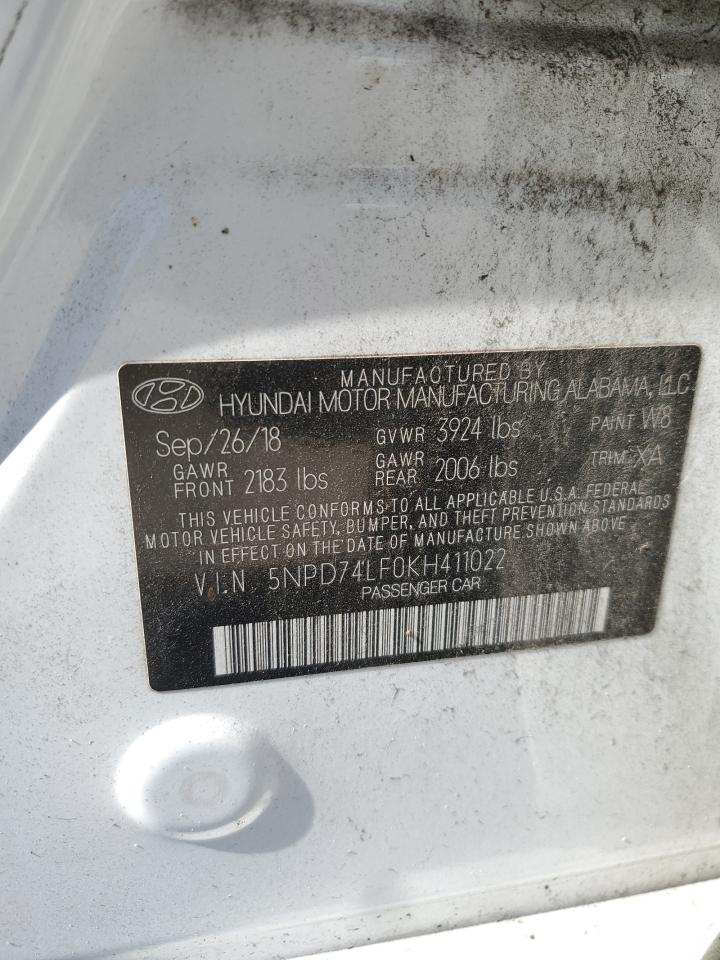 MANUFACTURED BY
HYUNDAI MOTOR MANUFACTURING ALABAMA, LLC
Sep/26/18 GVWR 3924 lbs PAINT W8
GAWR FRONT 2183 lbs GAWR REAR 2006 lbs TRIM XA
THIS VEHICLE CONFORMS TO ALL APPLICABLE U.S.A. FEDERAL
MOTOR VEHICLE SAFETY, BUMPER, AND THEFT PREVENTION STANDARDS
IN EFFECT ON THE DATE OF MANUFACTURE SHOWN ABOVE
V.I.N 5NPD74LF0KH411022
PASSENGER CAR